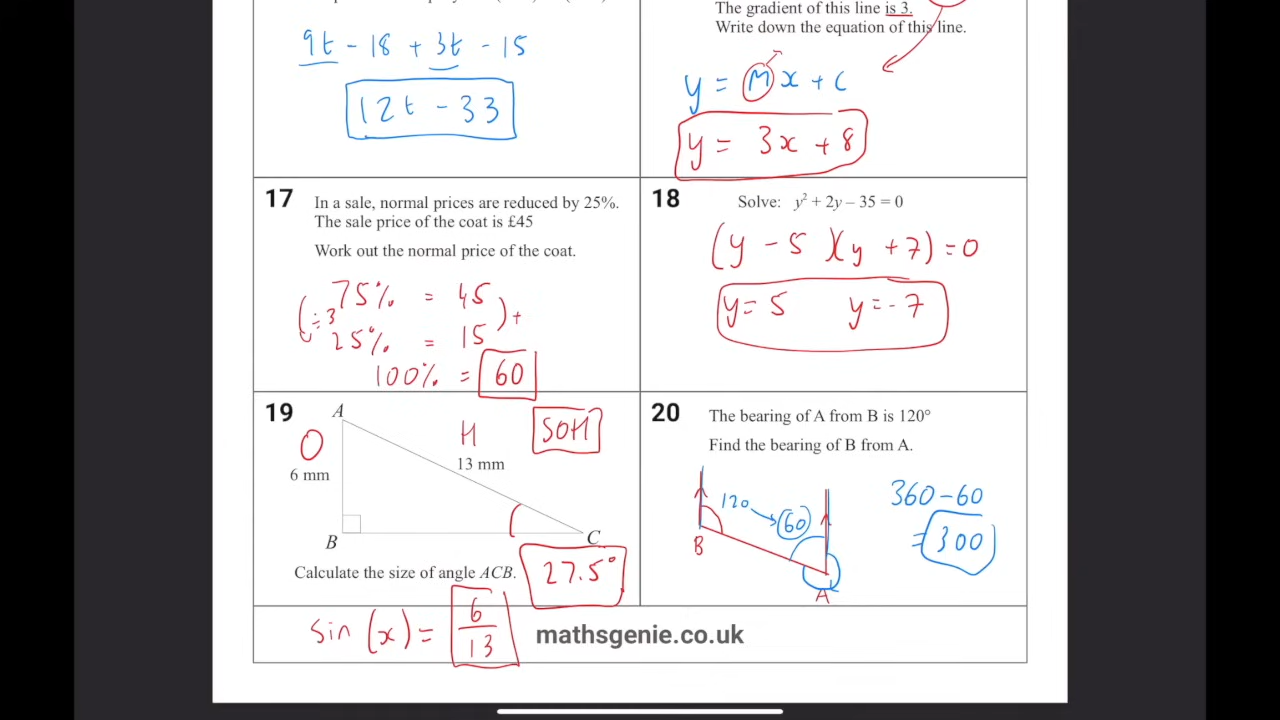 9t - 18 + 3t - 15
12t - 33
The gradient of this line is 3.
Write down the equation of this line.
y = mx + c
y = 3x + 8
17
In a sale, normal prices are reduced by 25%.
The sale price of the coat is £45
Work out the normal price of the coat.
75% = 45
÷3
+
25% = 15
100% = 60
18
Solve: y² + 2y – 35 = 0
(y - 5)(y + 7) = 0
y = 5 y = -7
19
A
O
H
SOH
6 mm
13 mm
B
C
Calculate the size of angle ACB.
27.5°
sin (x) = 6/13
20
The bearing of A from B is 120°
Find the bearing of B from A.
120
60
B
A
360 - 60
= 300
mathsgenie.co.uk